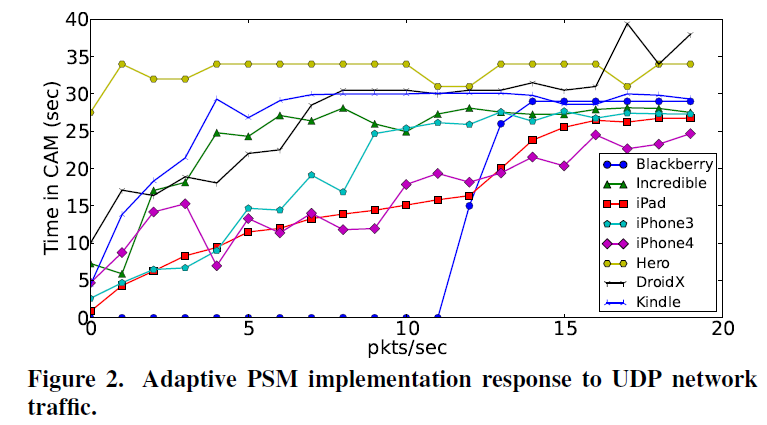 40
35
30
25
20
15
10
5
0
Time in CAM (sec)
0 5 10 15 20
pkts/sec
Blackberry
Incredible
iPad
iPhone3
iPhone4
Hero
DroidX
Kindle
Figure 2. Adaptive PSM implementation response to UDP network
traffic.